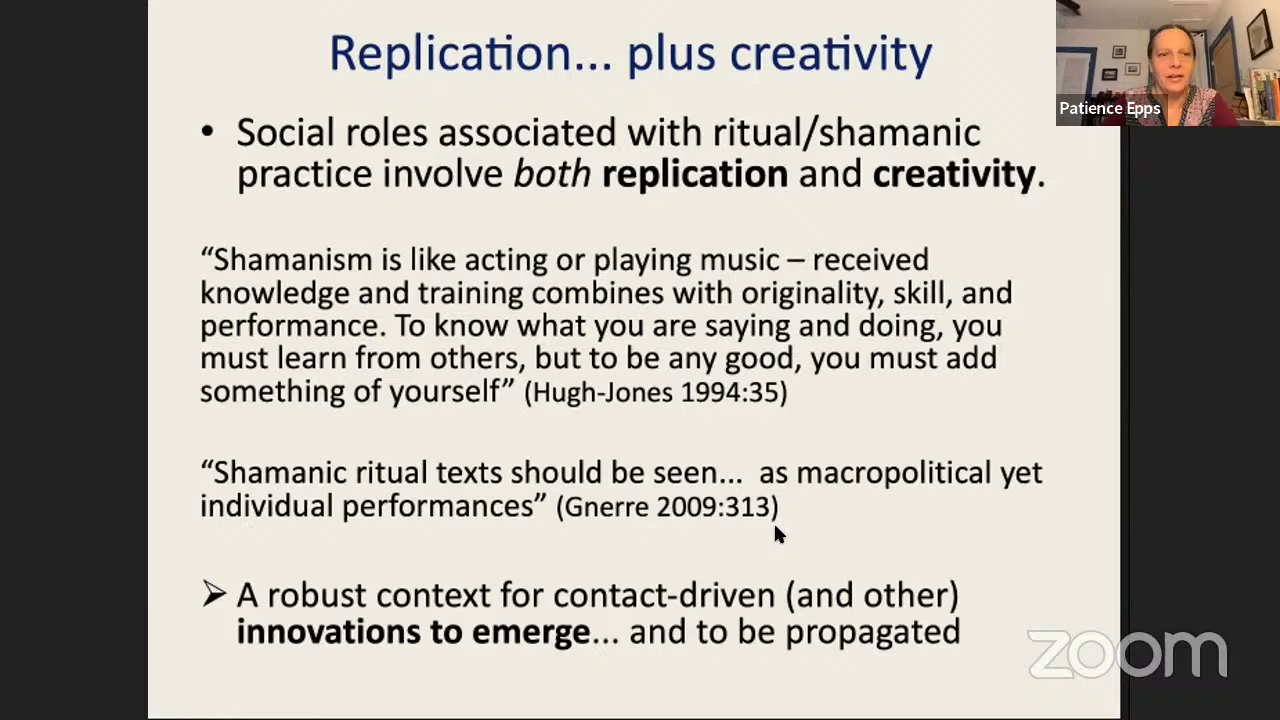 Replication... plus creativity
Patience Epps
• Social roles associated with ritual/shamanic
practice involve both replication and creativity.
“Shamanism is like acting or playing music – received
knowledge and training combines with originality, skill, and
performance. To know what you are saying and doing, you
must learn from others, but to be any good, you must add
something of yourself” (Hugh-Jones 1994:35)
“Shamanic ritual texts should be seen... as macropolitical yet
individual performances” (Gnerre 2009:313)
➢ A robust context for contact-driven (and other)
innovations to emerge... and to be propagated
zoom